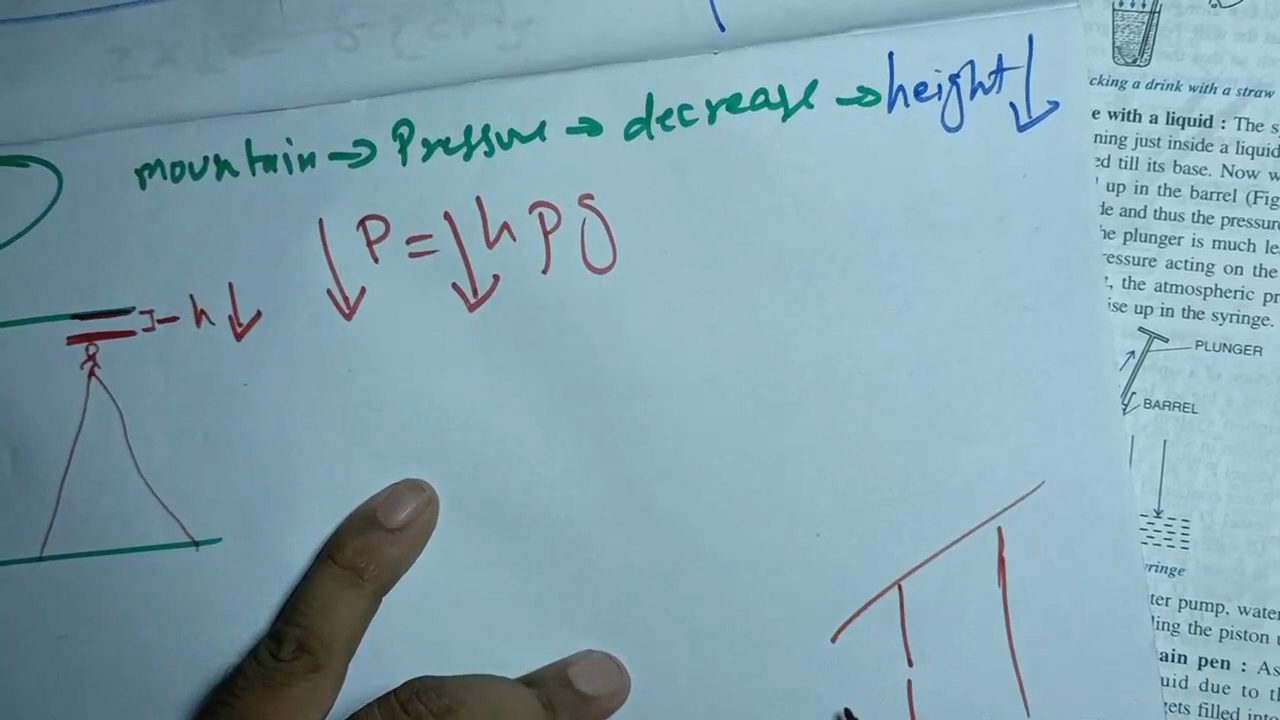 mountain → Pressure → decrease → height ↓
↓ P = ↓ h ρ g
h ↓
cking a drink with a straw
e with a liquid : The s
ning just inside a liquid
ed till its base. Now w
up in the barrel (Fig
de and thus the pressure
he plunger is much le
ressure acting on the
, the atmospheric pr
ise up in the syringe.
PLUNGER
BARREL
ringe
ter pump, water
ling the piston
ain pen : As
uid due to th
gets filled into